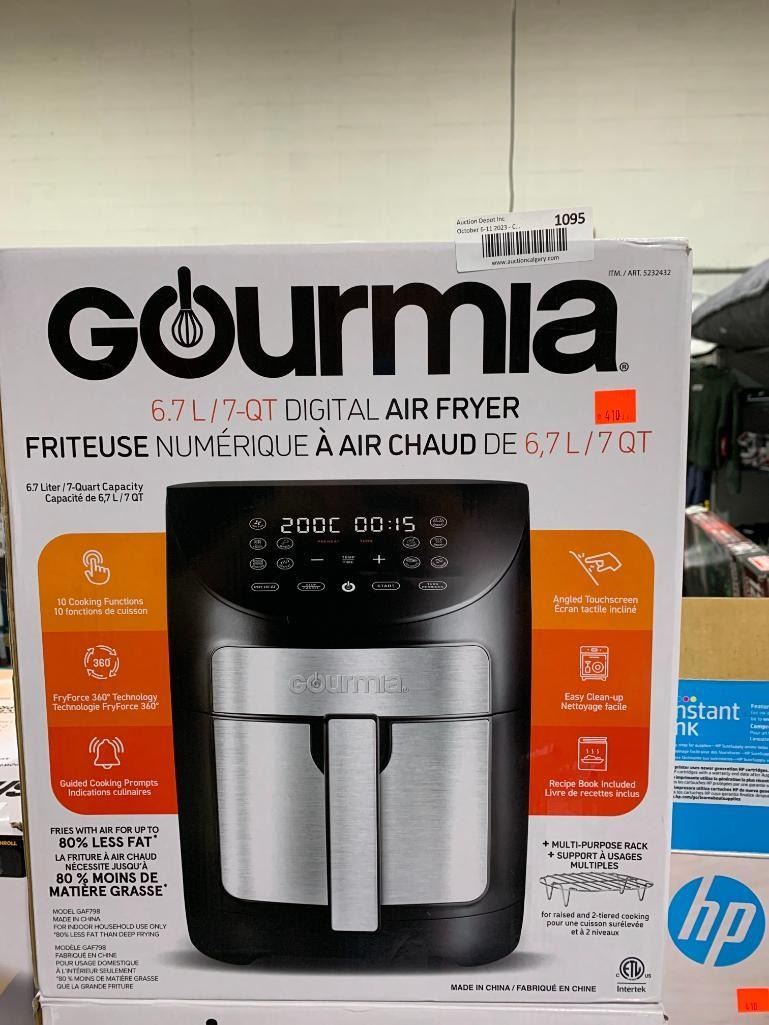 Auction Depot Inc
October 6-11 2023 - C..
1095
www.auctioncalgary.com
ITM. / ART. 5232432
Gourmia®
6.7 L / 7-QT DIGITAL AIR FRYER
410
FRITEUSE NUMÉRIQUE À AIR CHAUD DE 6,7 L / 7 QT
6.7 Liter / 7-Quart Capacity
Capacité de 6,7 L / 7 QT
200C 00:15
PREHEAT
TEMP
TIME
PREHEAT
START
10 Cooking Functions
10 fonctions de cuisson
360°
FryForce 360° Technology
Technologie FryForce 360°
Guided Cooking Prompts
Indications culinaires
Gourmia®
Angled Touchscreen
Écran tactile incliné
Easy Clean-up
Nettoyage facile
Recipe Book Included
Livre de recettes inclus
FRIES WITH AIR FOR UP TO
80% LESS FAT*
LA FRITURE À AIR CHAUD
NÉCESSITE JUSQU'À
80 % MOINS DE
MATIÈRE GRASSE*
MODEL GAF798
MADE IN CHINA
FOR INDOOR HOUSEHOLD USE ONLY
*80% LESS FAT THAN DEEP FRYING
MODÈLE GAF798
FABRIQUÉ EN CHINE
POUR USAGE DOMESTIQUE
À L'INTÉRIEUR SEULEMENT
*80 % MOINS DE MATIÈRE GRASSE
QUE LA GRANDE FRITURE
+ MULTI-PURPOSE RACK
+ SUPPORT À USAGES
MULTIPLES
for raised and 2-tiered cooking
pour une cuisson surélevée
et à 2 niveaux
C ETL US
Intertek
MADE IN CHINA / FABRIQUÉ EN CHINE
nstant
nk
hp
410